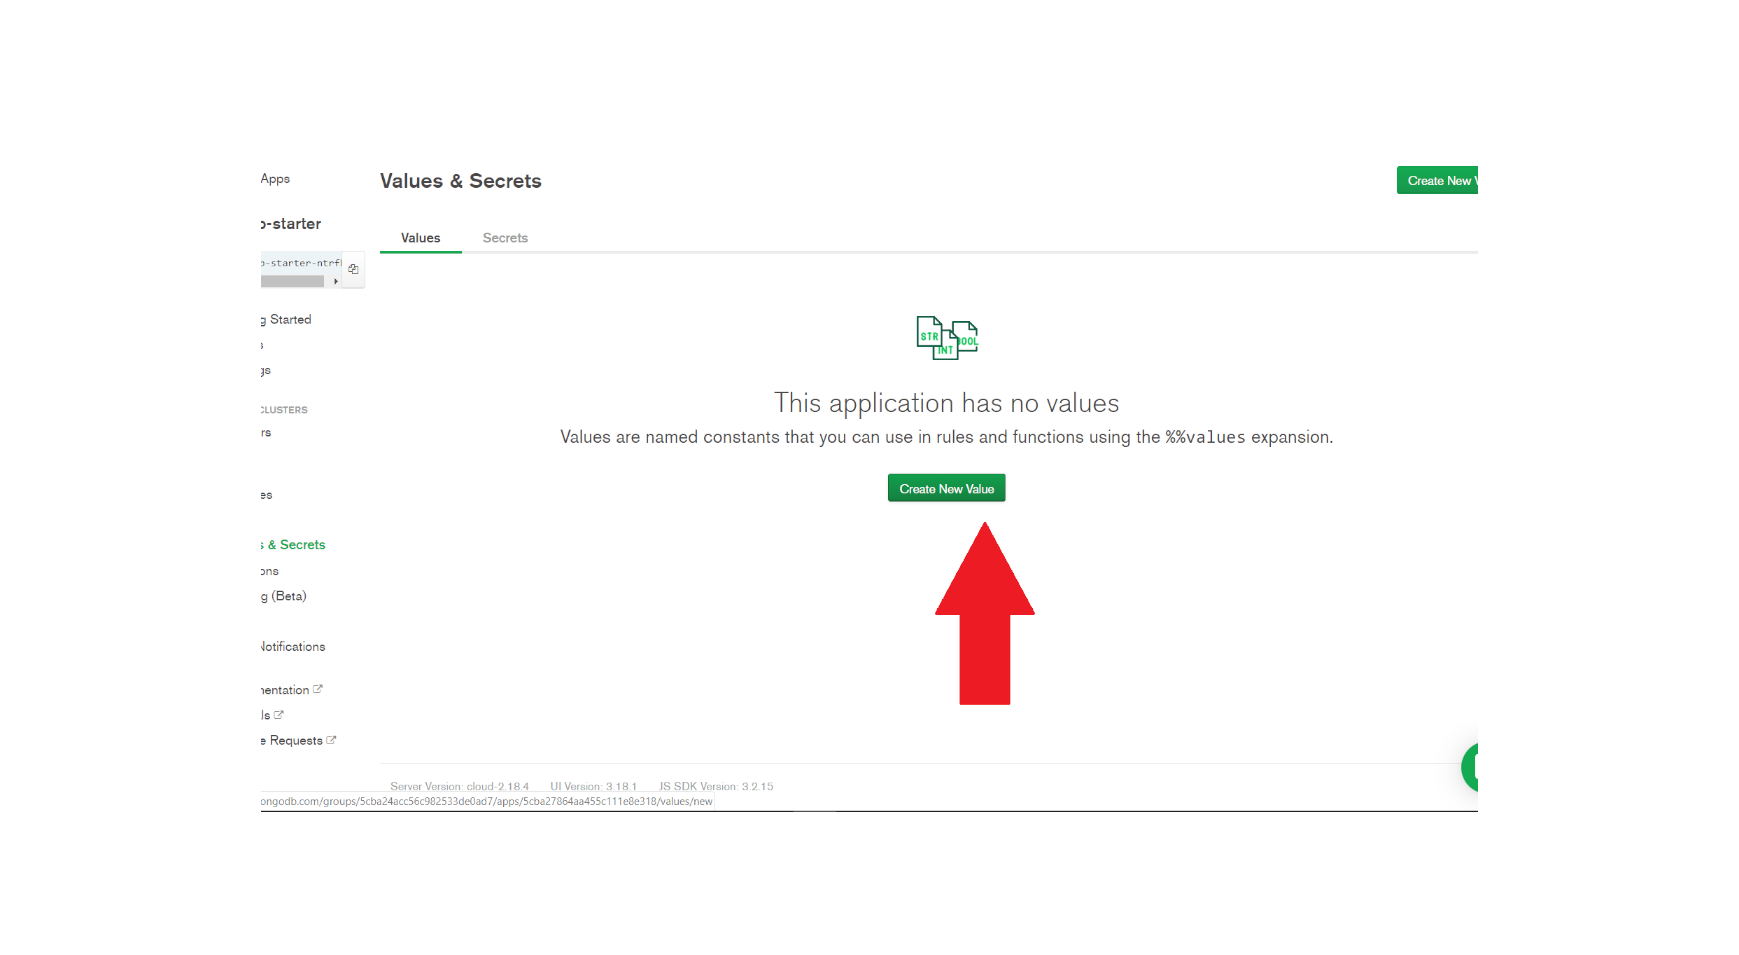 Apps
Values & Secrets
Create New
o-starter
Values
Secrets
o-starter-ntrf
g Started
s
gs
CLUSTERS
rs
es
s & Secrets
ons
g (Beta)
Notifications
mentation
ls
e Requests
STR
INT
BOOL
This application has no values
Values are named constants that you can use in rules and functions using the %%values expansion.
Create New Value
Server Version: cloud-2.18.4 UI Version: 3.18.1 JS SDK Version: 3.2.15
ongodb.com/groups/5cba24acc56c982533de0ad7/apps/5cba27864aa455c111e8e318/values/new